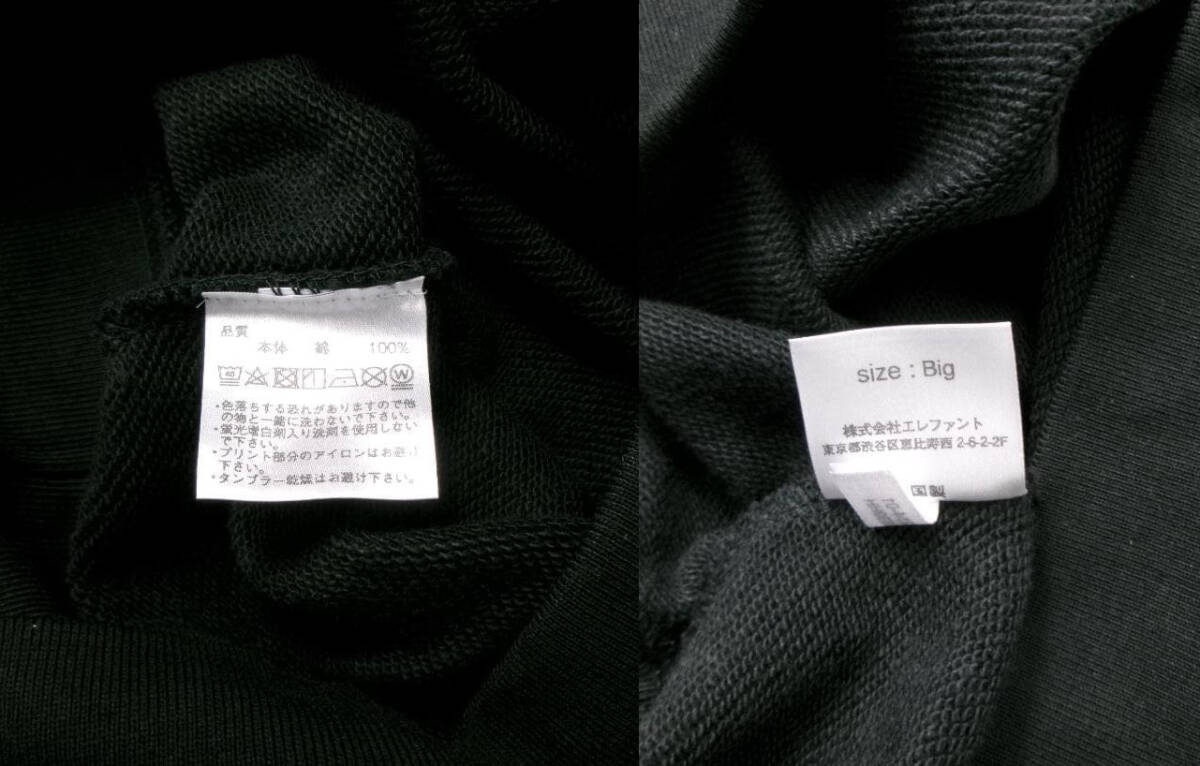 品質
本体 綿 100%
40 W
・色落ちする恐れがありますので他
の物と一緒に洗わないで下さい。
・蛍光増白剤入り洗剤を使用しない
で下さい。
・プリント部分のアイロンはお避け
下さい。
・タンブラー乾燥はお避け下さい。
size : Big
株式会社エレファント
東京都渋谷区恵比寿西 2-6-2-2F
国製